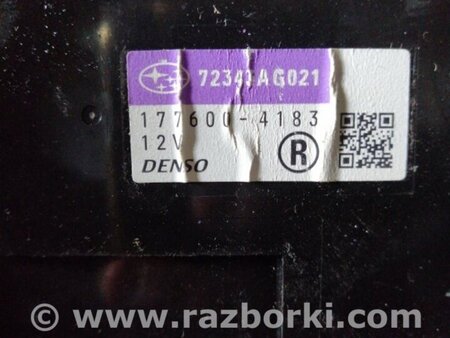 72343AG021
177600-4183
12V
DENSO
R
© www.razborki.com